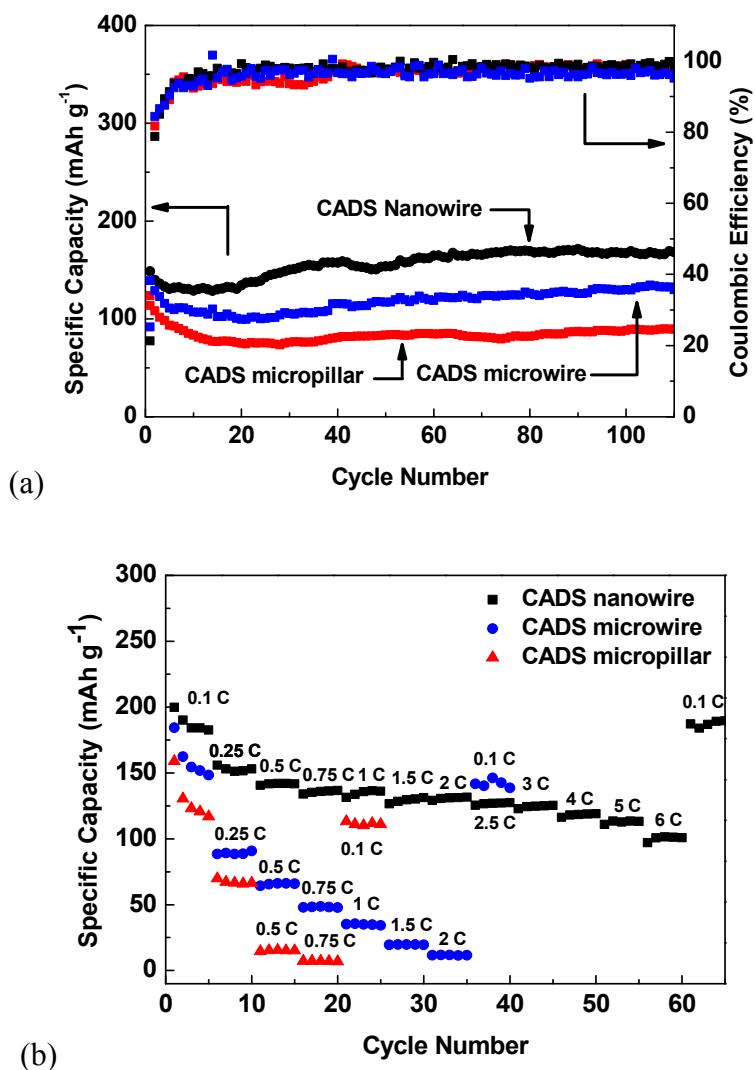 400
300
200
100
0
0
20
40
60
80
100
Specific Capacity (mAh g-1)
Cycle Number
100
80
60
40
20
0
Coulombic Efficiency (%)
CADS Nanowire
CADS micropillar
CADS microwire
(a)
300
250
200
150
100
50
0
0
10
20
30
40
50
60
Specific Capacity (mAh g-1)
Cycle Number
CADS nanowire
CADS microwire
CADS micropillar
0.1 C
0.25 C
0.5 C
0.75 C
1 C
1.5 C
2 C
0.1 C
2.5 C
3 C
4 C
5 C
6 C
0.1 C
0.25 C
0.5 C
0.75 C
1 C
1.5 C
2 C
0.1 C
0.5 C
0.75 C
(b)